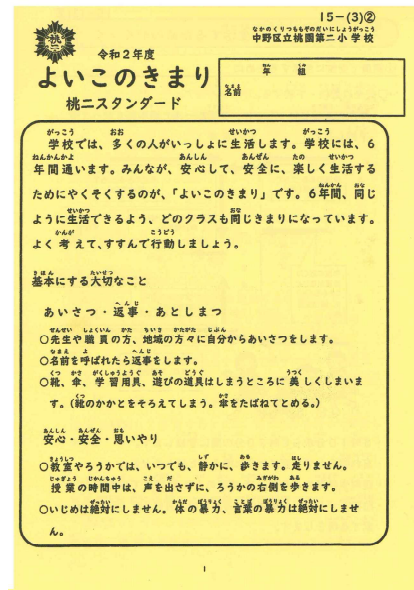 15－(3)②
桃二
中野区立桃園第二小学校
令和２年度
よいこのきまり
桃二スタンダード
年　組
名前
学校では、多くの人がいっしょに生活します。学校には、６
年間通います。みんなが、安心して、安全に、楽しく生活する
ためにやくそくするのが、「よいこのきまり」です。６年間、同じ
ように生活できるよう、どのクラスも同じきまりになっています。
よく考えて、すすんで行動しましょう。
基本にする大切なこと
あいさつ・返事・あとしまつ
○先生や職員の方、地域の方々に自分からあいさつをします。
○名前を呼ばれたら返事をします。
○靴、傘、学習用具、遊びの道具はしまうところに美しくしまいま
す。（靴のかかとをそろえてしまう。傘をたばねてとめる。）
安心・安全・思いやり
○教室やろうかでは、いつでも、静かに、歩きます。走りません。
授業の時間中は、声を出さずに、ろうかの右側を歩きます。
○いじめは絶対にしません。体の暴力、言葉の暴力は絶対にしませ
ん。
1